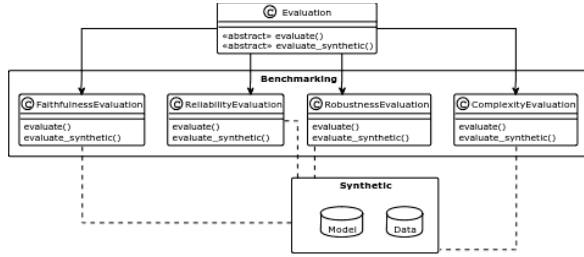 C Evaluation
«abstract» evaluate()
«abstract» evaluate_synthetic()
Benchmarking
C FaithfulnessEvaluation
evaluate()
evaluate_synthetic()
C ReliabilityEvaluation
evaluate()
evaluate_synthetic()
C RobustnessEvaluation
evaluate()
evaluate_synthetic()
C ComplexityEvaluation
evaluate()
evaluate_synthetic()
Synthetic
Model
Data